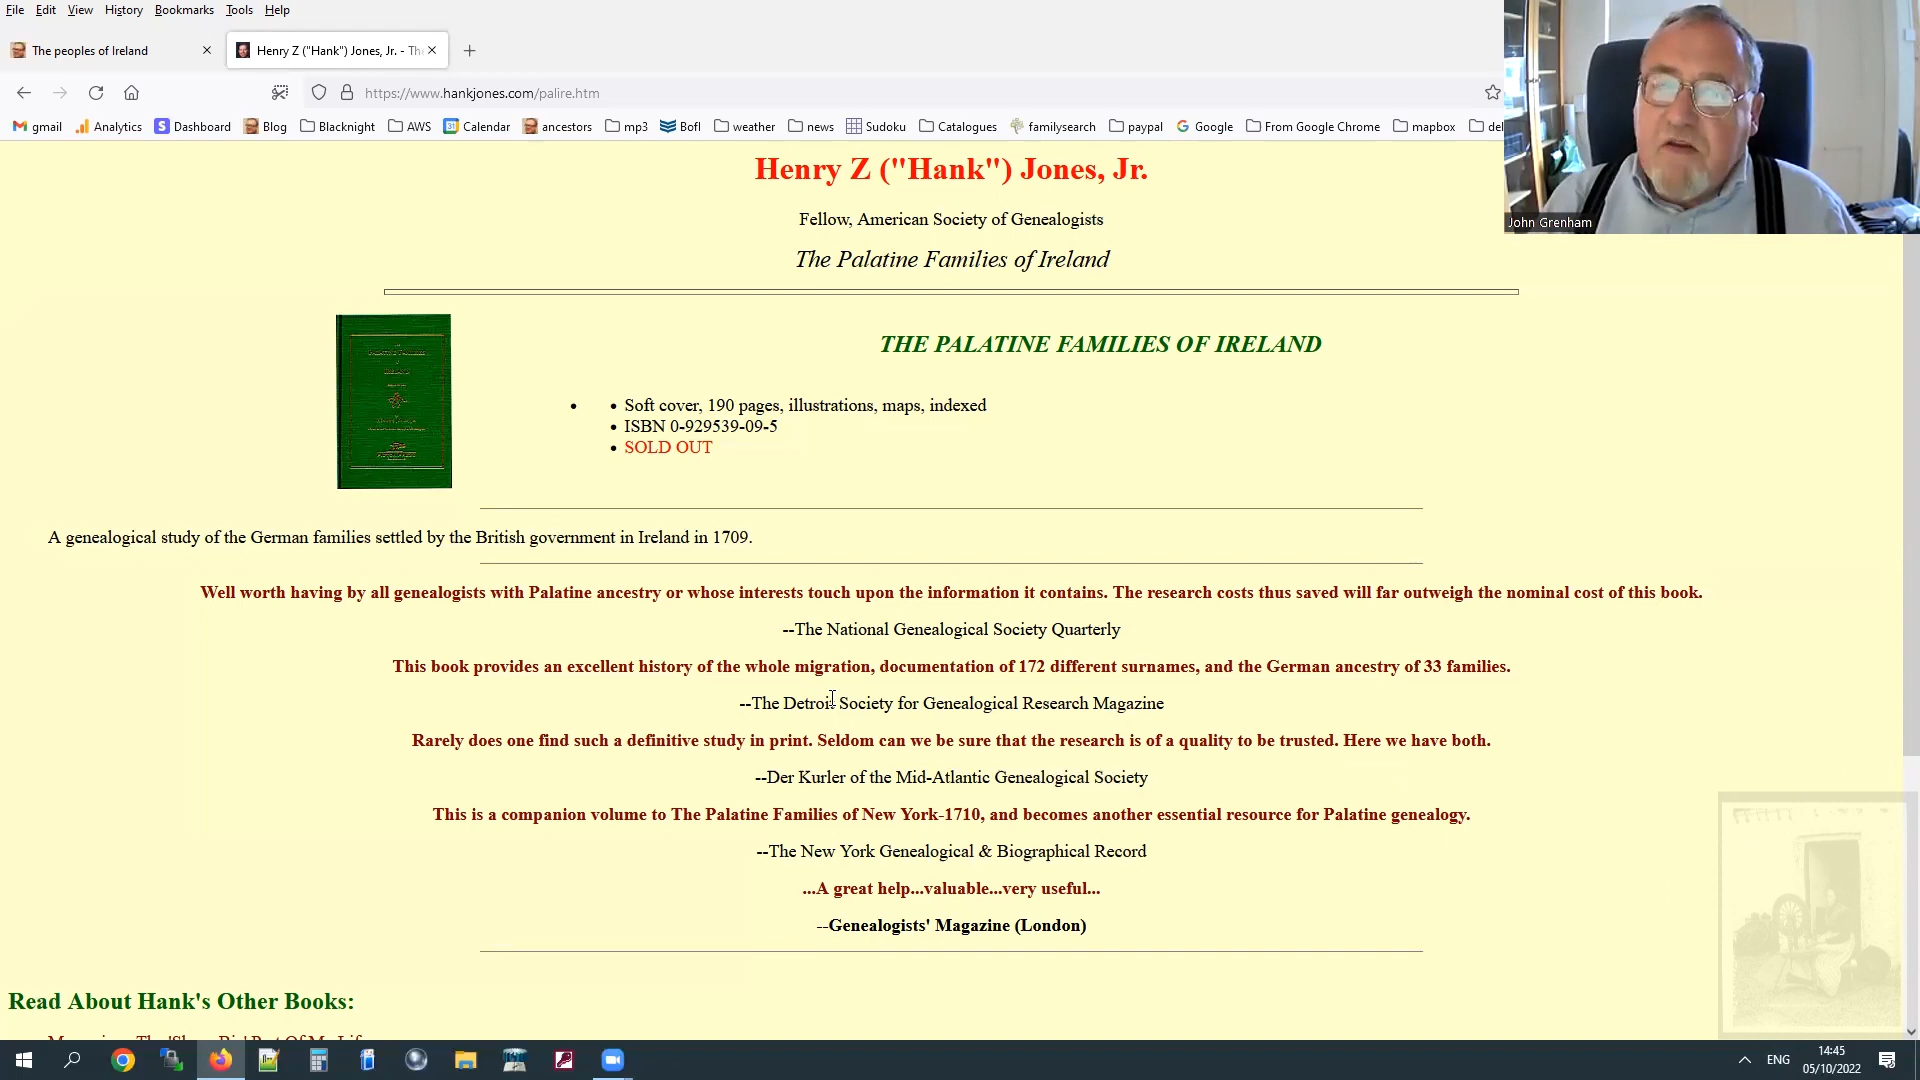 File Edit View History Bookmarks Tools Help
The peoples of Ireland
Henry Z ("Hank") Jones, Jr. - Th
https://www.hankjones.com/palire.htm
gmail Analytics Dashboard Blog Blacknight AWS Calendar ancestors mp3 BofI weather news Sudoku Catalogues familysearch paypal Google From Google Chrome mapbox del
John Grenham
Henry Z ("Hank") Jones, Jr.
Fellow, American Society of Genealogists
The Palatine Families of Ireland
THE PALATINE FAMILIES OF IRELAND
• Soft cover, 190 pages, illustrations, maps, indexed
• ISBN 0-929539-09-5
• SOLD OUT
A genealogical study of the German families settled by the British government in Ireland in 1709.
Well worth having by all genealogists with Palatine ancestry or whose interests touch upon the information it contains. The research costs thus saved will far outweigh the nominal cost of this book.
--The National Genealogical Society Quarterly
This book provides an excellent history of the whole migration, documentation of 172 different surnames, and the German ancestry of 33 families.
--The Detroit Society for Genealogical Research Magazine
Rarely does one find such a definitive study in print. Seldom can we be sure that the research is of a quality to be trusted. Here we have both.
--Der Kurler of the Mid-Atlantic Genealogical Society
This is a companion volume to The Palatine Families of New York-1710, and becomes another essential resource for Palatine genealogy.
--The New York Genealogical & Biographical Record
...A great help...valuable...very useful...
--Genealogists' Magazine (London)
Read About Hank's Other Books:
ENG
14:45
05/10/2022